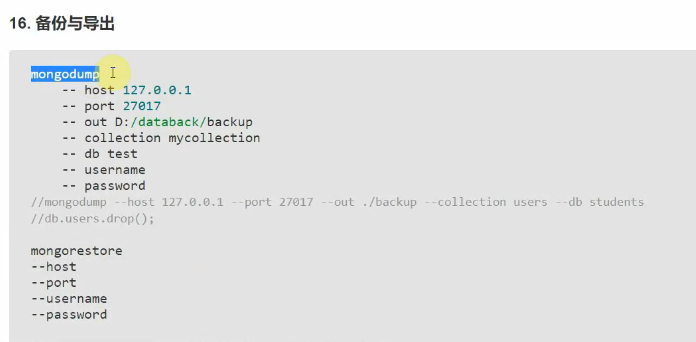 16. 备份与导出
mongodump
-- host 127.0.0.1
-- port 27017
-- out D:/databack/backup
-- collection mycollection
-- db test
-- username
-- password
//mongodump --host 127.0.0.1 --port 27017 --out ./backup --collection users --db students
//db.users.drop();
mongorestore
--host
--port
--username
--password